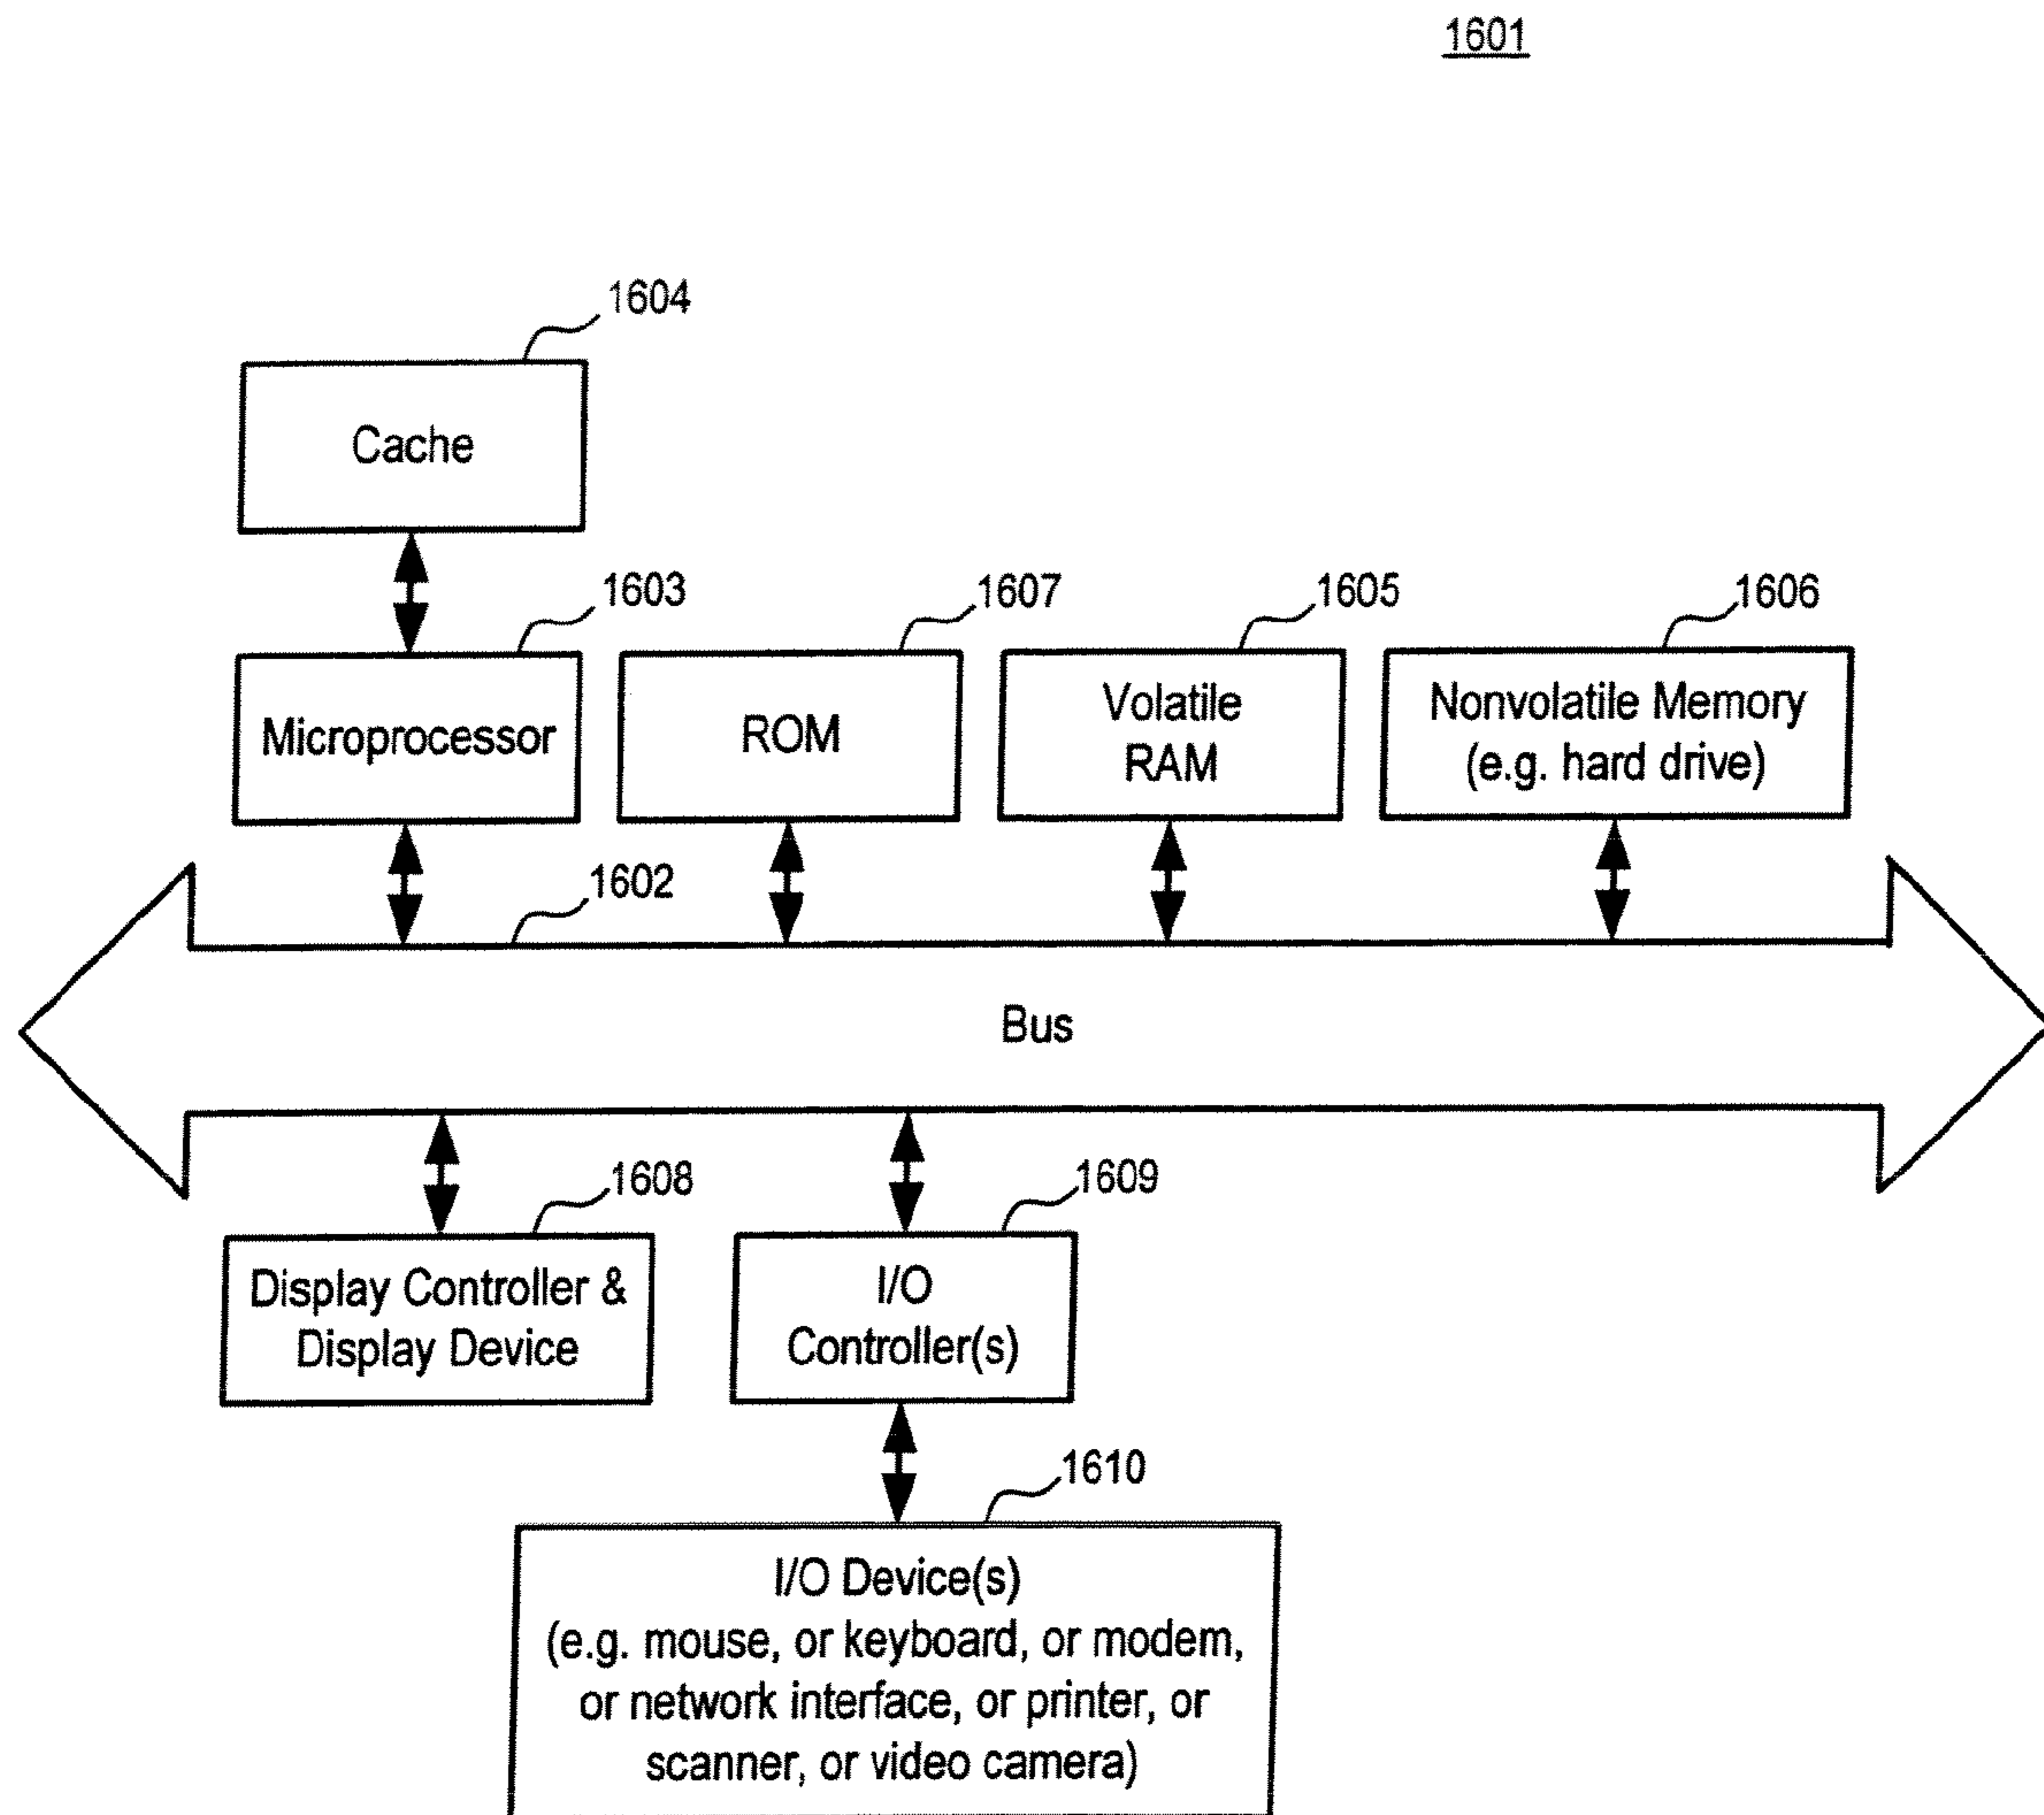 1601
1604
Cache
1603
1607
1605
1606
Microprocessor
ROM
Volatile
RAM
Nonvolatile Memory
(e.g. hard drive)
1602
Bus
1608
1609
Display Controller &
Display Device
I/O
Controller(s)
1610
I/O Device(s)
(e.g. mouse, or keyboard, or modem,
or network interface, or printer, or
scanner, or video camera)